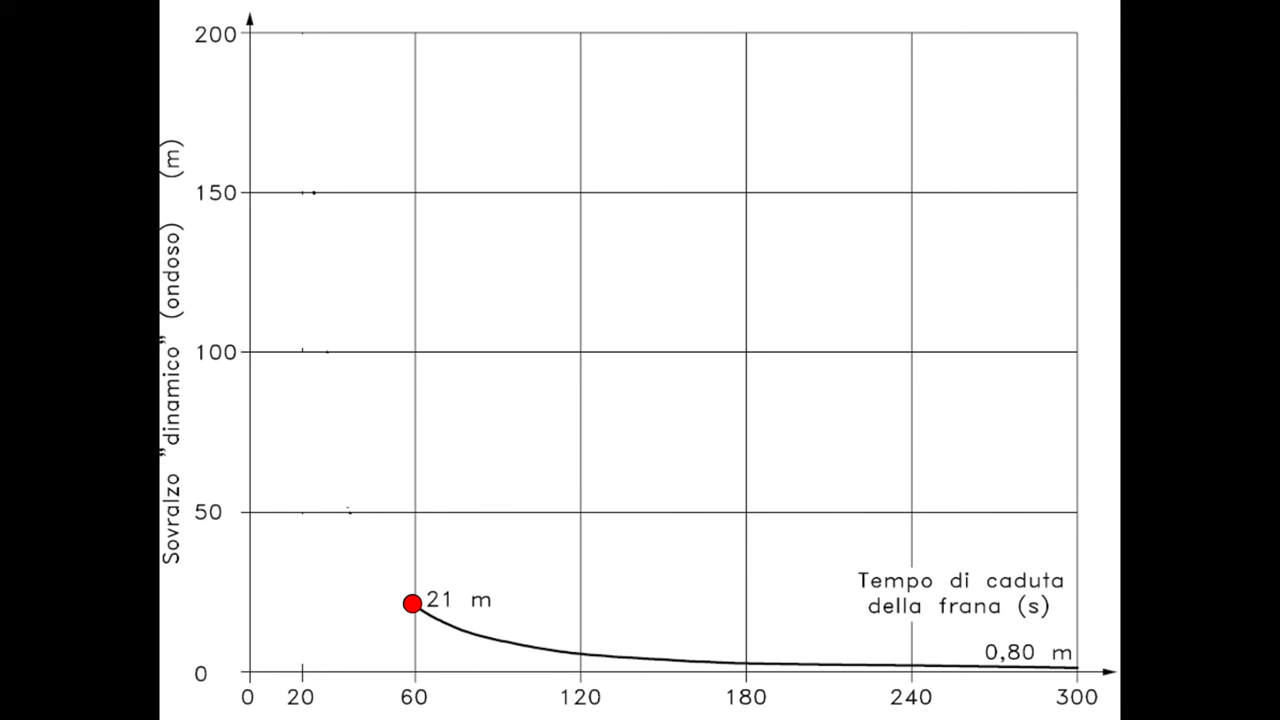 200
150
100
50
0
Sovralzo "dinamico" (ondoso) (m)
21 m
Tempo di caduta
della frana (s)
0,80 m
0 20 60 120 180 240 300